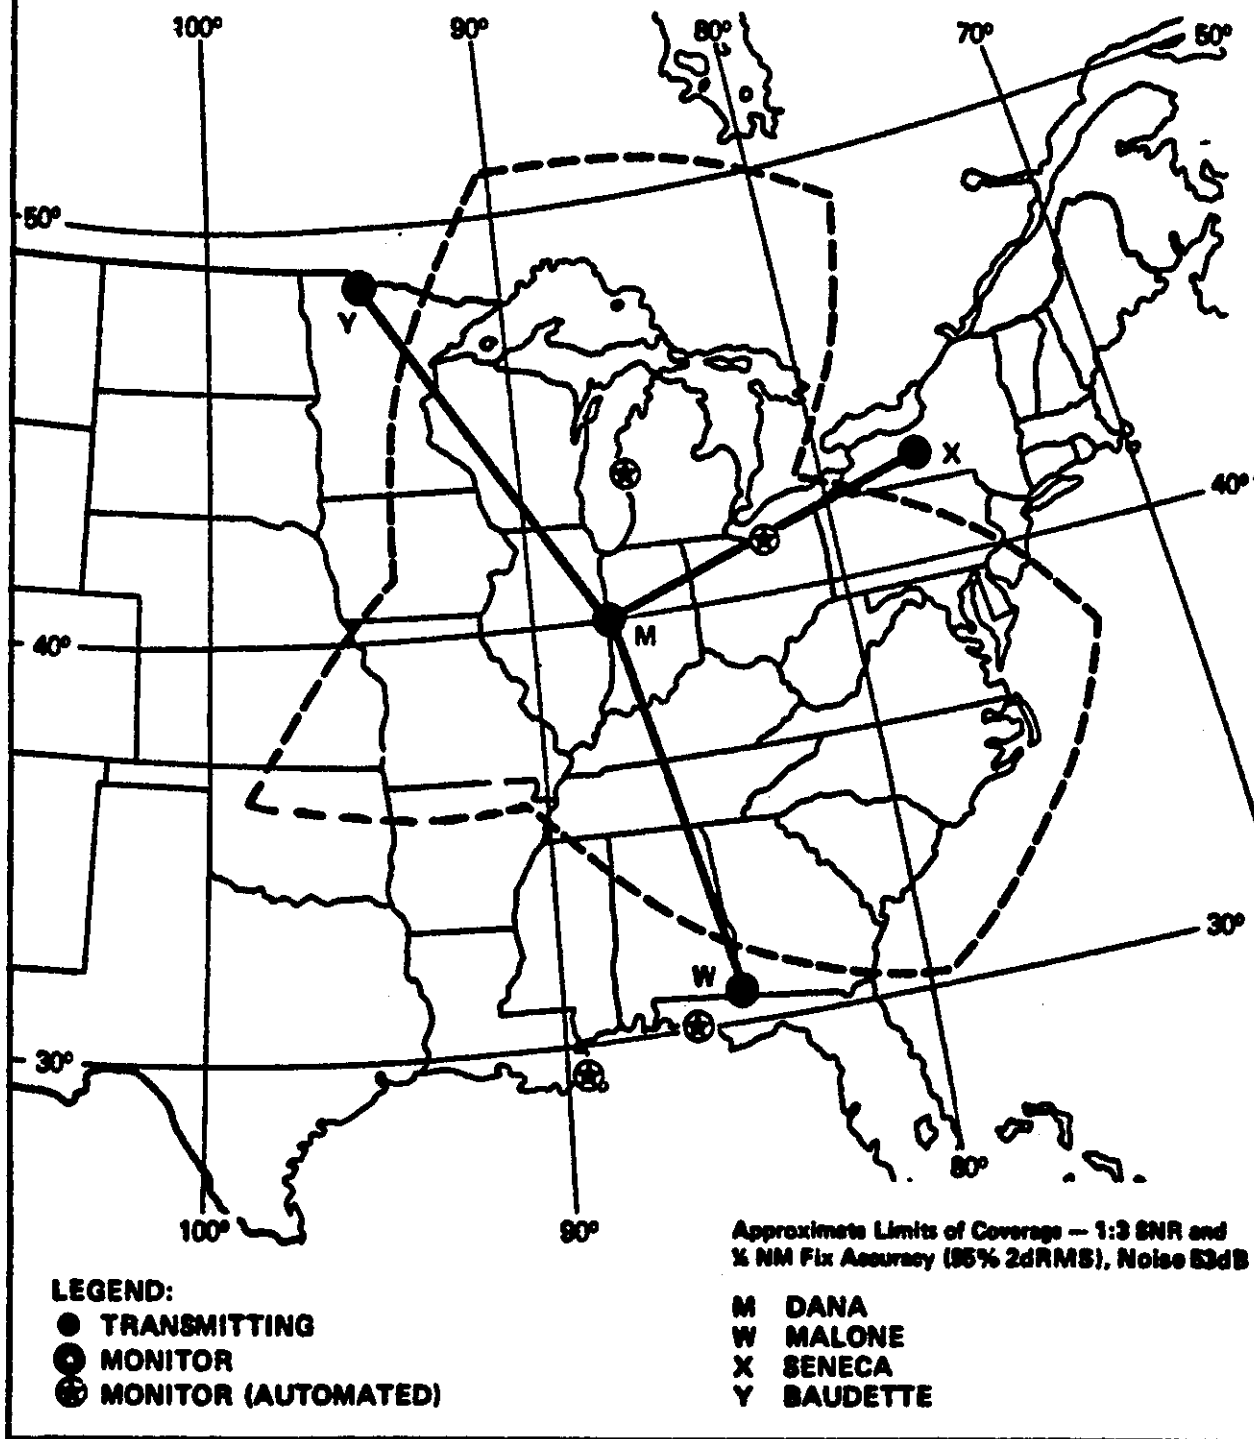 100° 90° 80° 70° 50°
50°
Y
X
40°
M
40°
30°
W
30°
80°
100° 90°
Approximate Limits of Coverage — 1:3 SNR and
¼ NM Fix Accuracy (95% 2dRMS), Noise 53dB
LEGEND:
TRANSMITTING
MONITOR
MONITOR (AUTOMATED)
M DANA
W MALONE
X SENECA
Y BAUDETTE